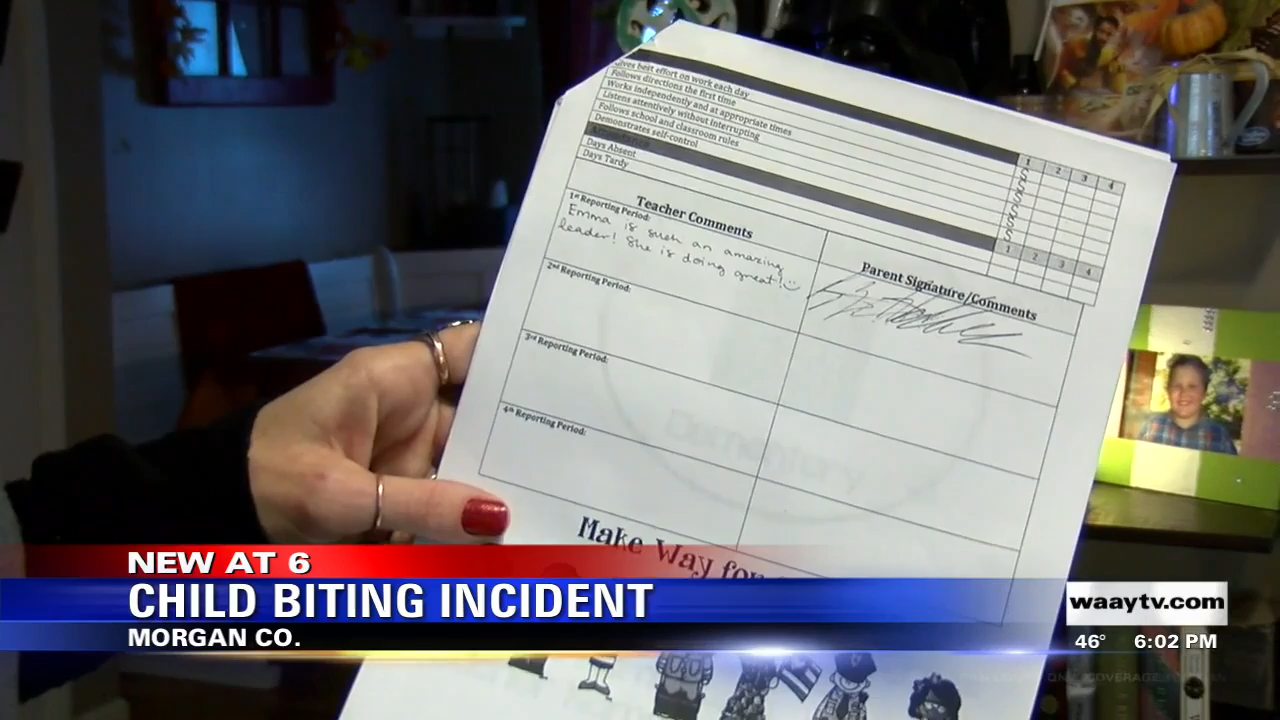 Gives best effort on work each day
Follows directions the first time
Works independently and at appropriate times
Listens attentively without interrupting
Follows school and classroom rules
Demonstrates self-control
1 2 3 4
S
S
S
S
S
S
Attendance
1 2 3 4
Days Absent
Days Tardy
Teacher Comments
Parent Signature/Comments
1st Reporting Period:
Emma is such an amazing
leader! She is doing great!
2nd Reporting Period:
3rd Reporting Period:
4th Reporting Period:
Elementary
Make Way for
NEW AT 6
CHILD BITING INCIDENT
MORGAN CO.
waaytv.com
46° 6:02 PM
COVERAGE